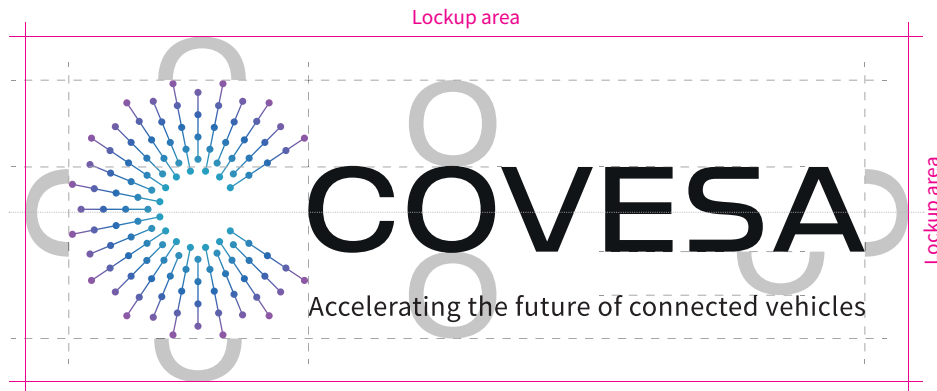 Lockup area
COVESA
Accelerating the future of connected vehicles
Lockup area